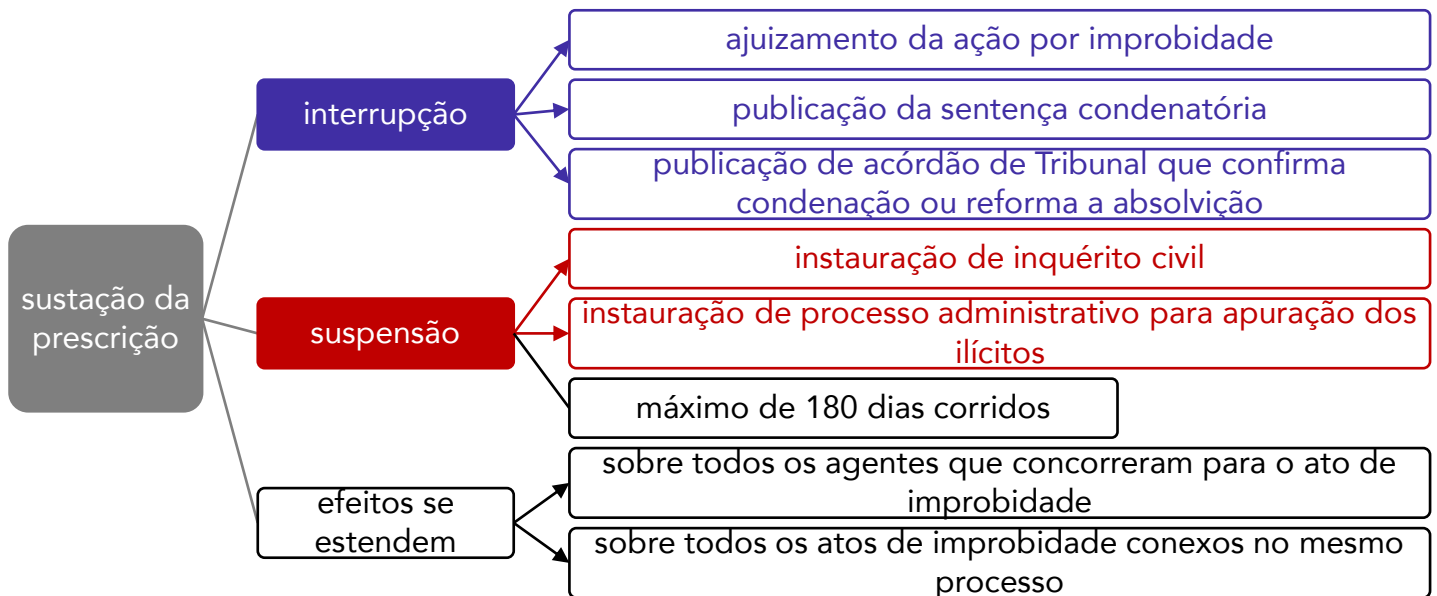 sustação da
prescrição
interrupção
ajuizamento da ação por improbidade
publicação da sentença condenatória
publicação de acórdão de Tribunal que confirma
condenação ou reforma a absolvição
suspensão
instauração de inquérito civil
instauração de processo administrativo para apuração dos
ilícitos
máximo de 180 dias corridos
efeitos se
estendem
sobre todos os agentes que concorreram para o ato de
improbidade
sobre todos os atos de improbidade conexos no mesmo
processo